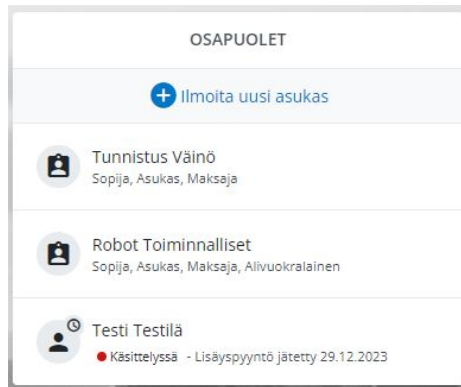 OSAPUOLET
Ilmoita uusi asukas
Tunnistus Väinö
Sopija, Asukas, Maksaja
Robot Toiminnalliset
Sopija, Asukas, Maksaja, Alivuokralainen
Testi Testilä
Käsittelyssä - Lisäyspyyntö jätetty 29.12.2023